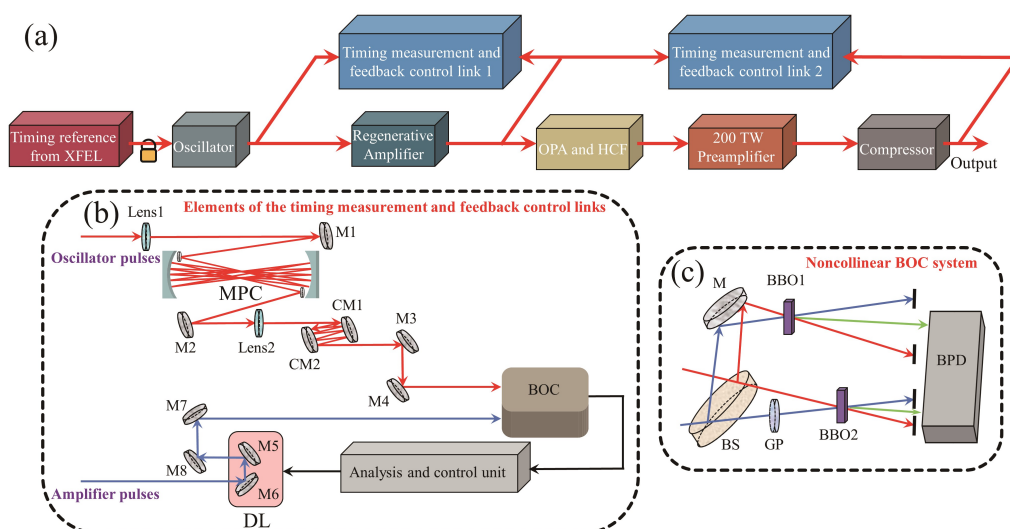 (a)
Timing measurement and
feedback control link 1
Timing measurement and
feedback control link 2
Timing reference
from XFEL
Oscillator
Regenerative
Amplifier
OPA and HCF
200 TW
Preamplifier
Compressor
Output
(b)
Elements of the timing measurement and feedback control links
Lens1
M1
Oscillator pulses
MPC
M2
Lens2
CM1
CM2
M3
M4
BOC
M7
M8
M5
M6
DL
Amplifier pulses
Analysis and control unit
(c)
Noncollinear BOC system
M
BBO1
BPD
BS
GP
BBO2